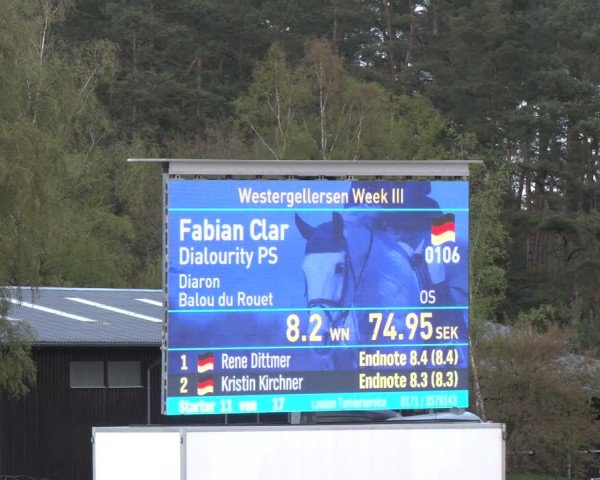 Westergellersen Week III
Fabian Clar
Dialourity PS
0106
Diaron
Balou du Rouet
OS
8.2 WN 74.95 SEK
1 Rene Dittmer Endnote 8.4 (8.4)
2 Kristin Kirchner Endnote 8.3 (8.3)
Starter 11 von 17 Turnierservice